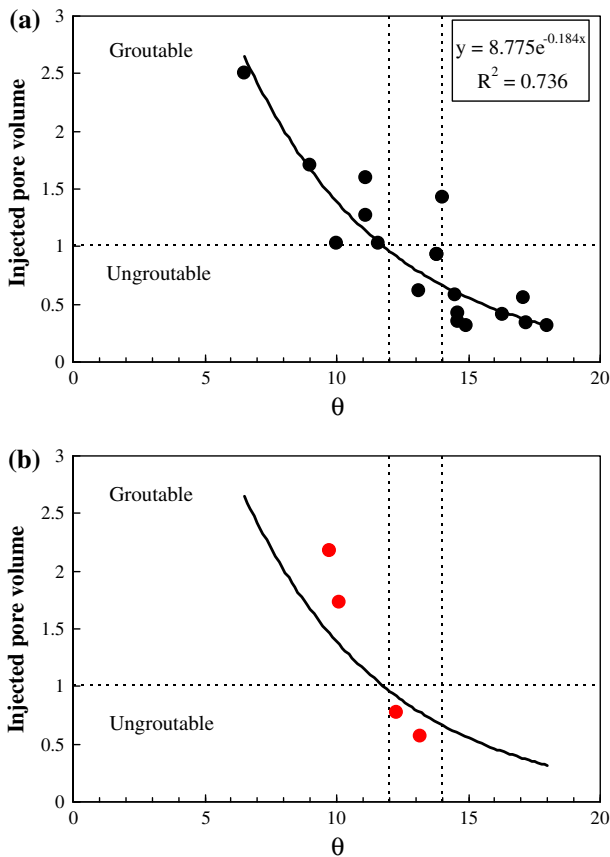 (a)
3
2.5
2
1.5
1
0.5
0
Injected pore volume
Groutable
Ungroutable
y = 8.775e^-0.184x
R² = 0.736
0 5 10 15 20
θ
(b)
3
2.5
2
1.5
1
0.5
0
Injected pore volume
Groutable
Ungroutable
0 5 10 15 20
θ